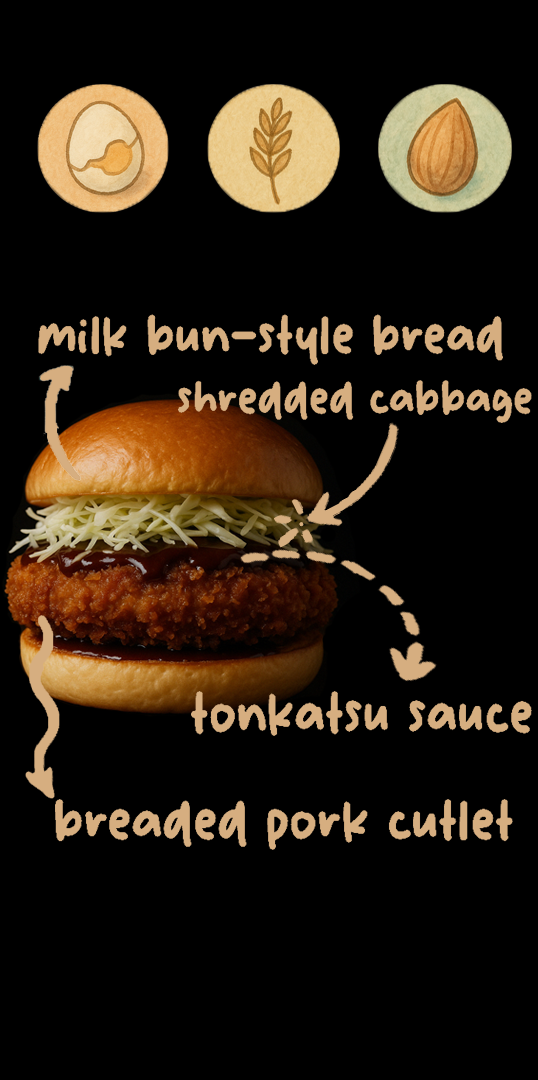 milk bun-style bread
shredded cabbage
tonkatsu sauce
breaded pork cutlet